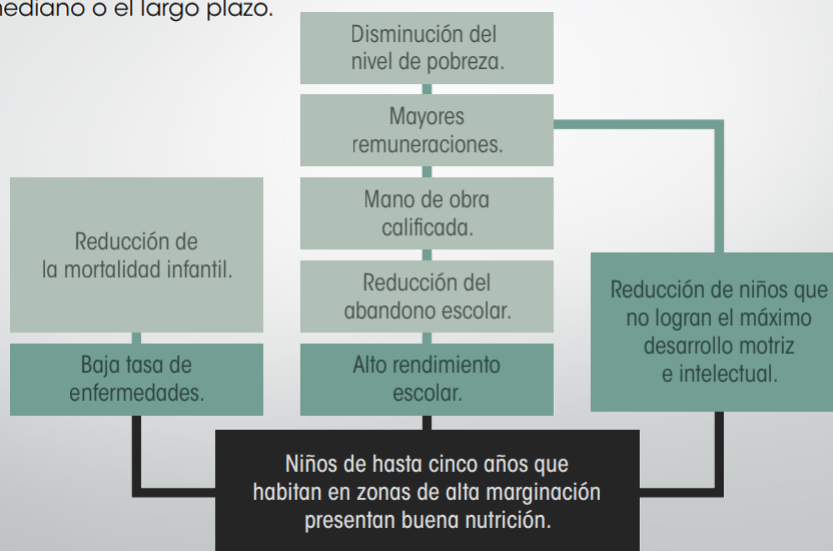 mediano o el largo plazo.
Disminución del
nivel de pobreza.
Mayores
remuneraciones.
Mano de obra
calificada.
Reducción de
la mortalidad infantil.
Reducción del
abandono escolar.
Reducción de niños que
no logran el máximo
desarrollo motriz
e intelectual.
Baja tasa de
enfermedades.
Alto rendimiento
escolar.
Niños de hasta cinco años que
habitan en zonas de alta marginación
presentan buena nutrición.